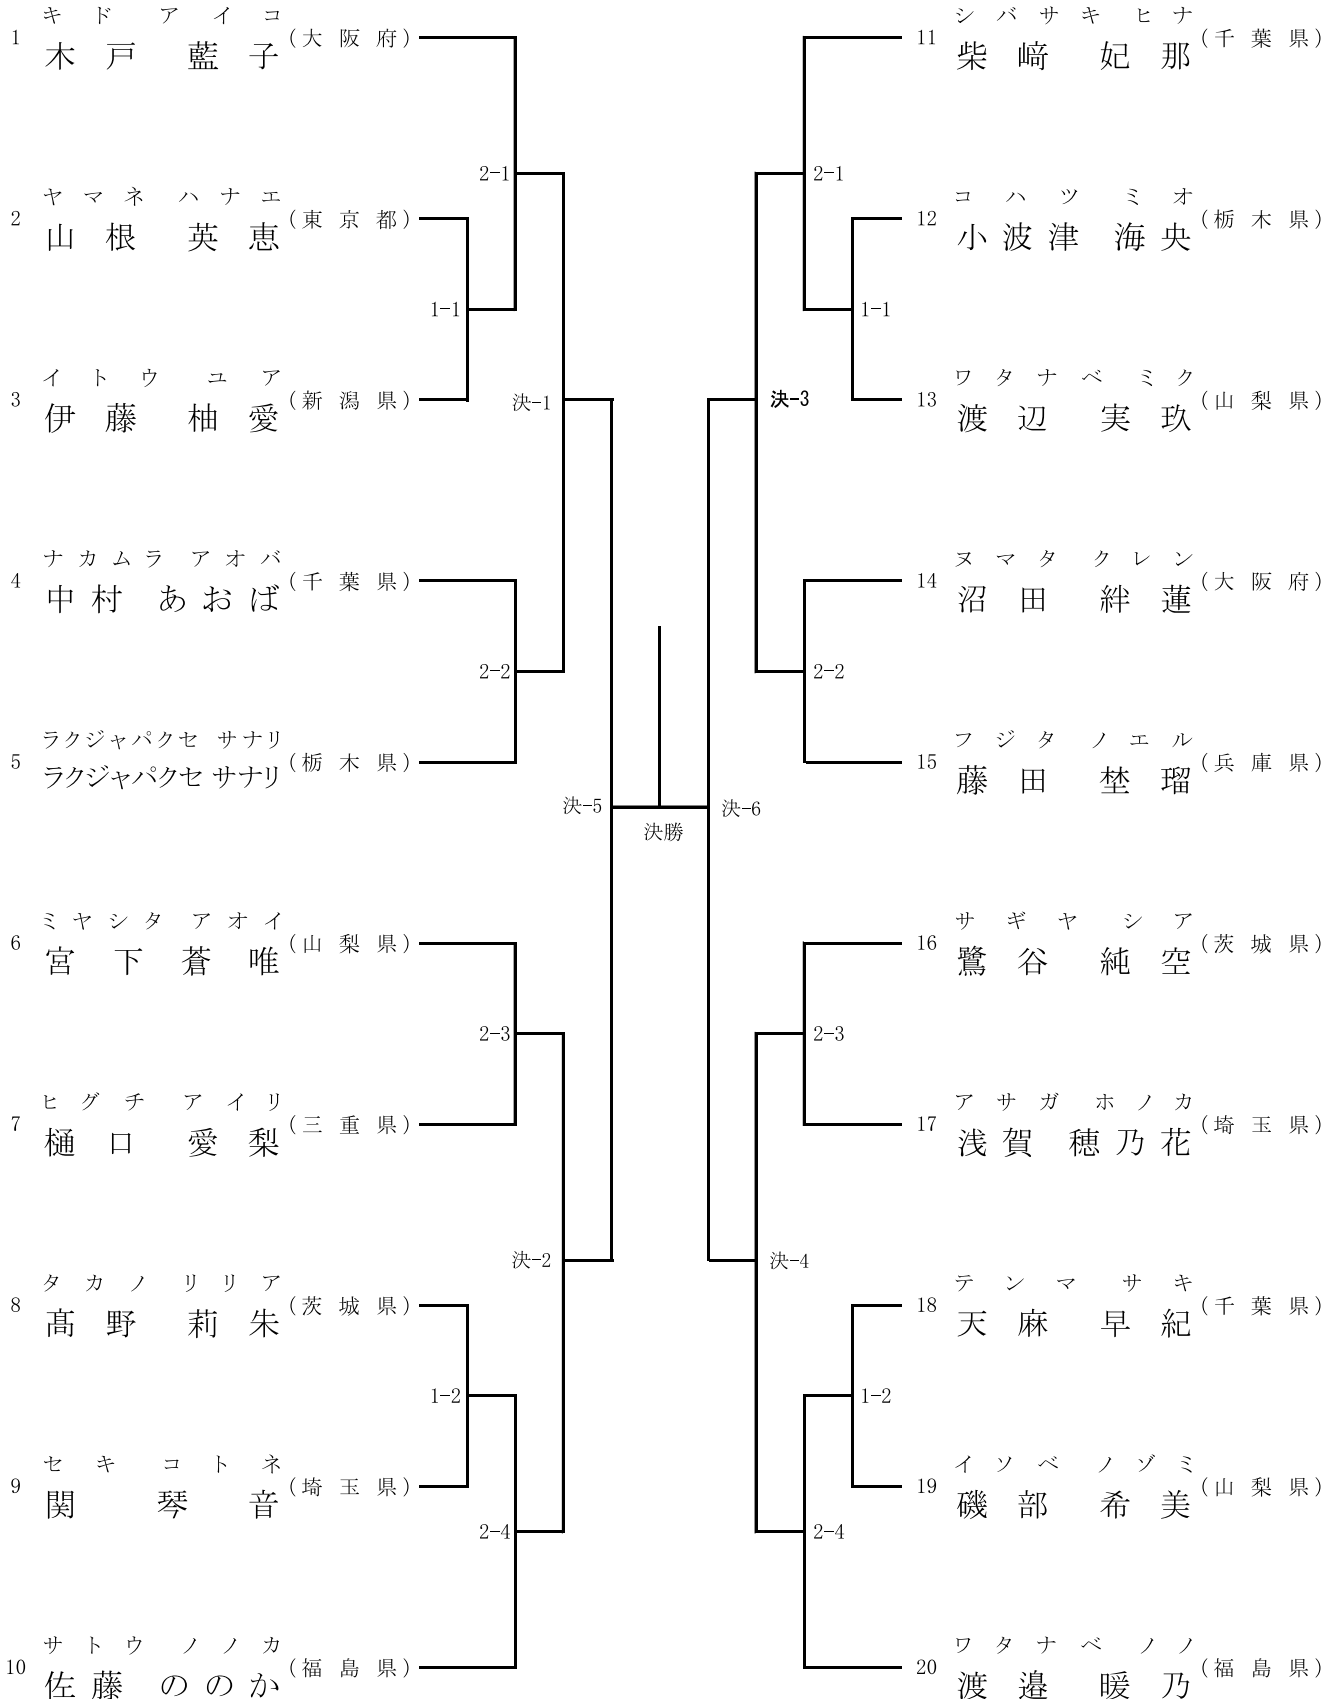 キド アイコ
1 木戸 藍子 (大阪府)
2-1
ヤマネ ハナエ
2 山根 英恵 (東京都)
1-1
イトウ ユア
3 伊藤 柚愛 (新潟県)
決-1
ナカムラ アオバ
4 中村 あおば (千葉県)
2-2
ラクジャパクセ サナリ
5 ラクジャパクセ サナリ (栃木県)
決-5
ミヤシタ アオイ
6 宮下 蒼唯 (山梨県)
2-3
ヒグチ アイリ
7 樋口 愛梨 (三重県)
決-2
タカノ リリア
8 髙野 莉朱 (茨城県)
1-2
セキ コトネ
9 関 琴音 (埼玉県)
2-4
サトウ ノノカ
10 佐藤 ののか (福島県)
決勝
シバサキ ヒナ
11 柴﨑 妃那 (千葉県)
2-1
コハツ ミオ
12 小波津 海央 (栃木県)
1-1
ワタナベ ミク
13 渡辺 実玖 (山梨県)
決-3
ヌマタ クレン
14 沼田 絆蓮 (大阪府)
2-2
フジタ ノエル
15 藤田 埜瑠 (兵庫県)
決-6
サギヤ シア
16 鷺谷 純空 (茨城県)
2-3
アサガ ホノカ
17 浅賀 穂乃花 (埼玉県)
決-4
テンマ サキ
18 天麻 早紀 (千葉県)
1-2
イソベ ノゾミ
19 磯部 希美 (山梨県)
2-4
ワタナベ ノノ
20 渡邉 暖乃 (福島県)